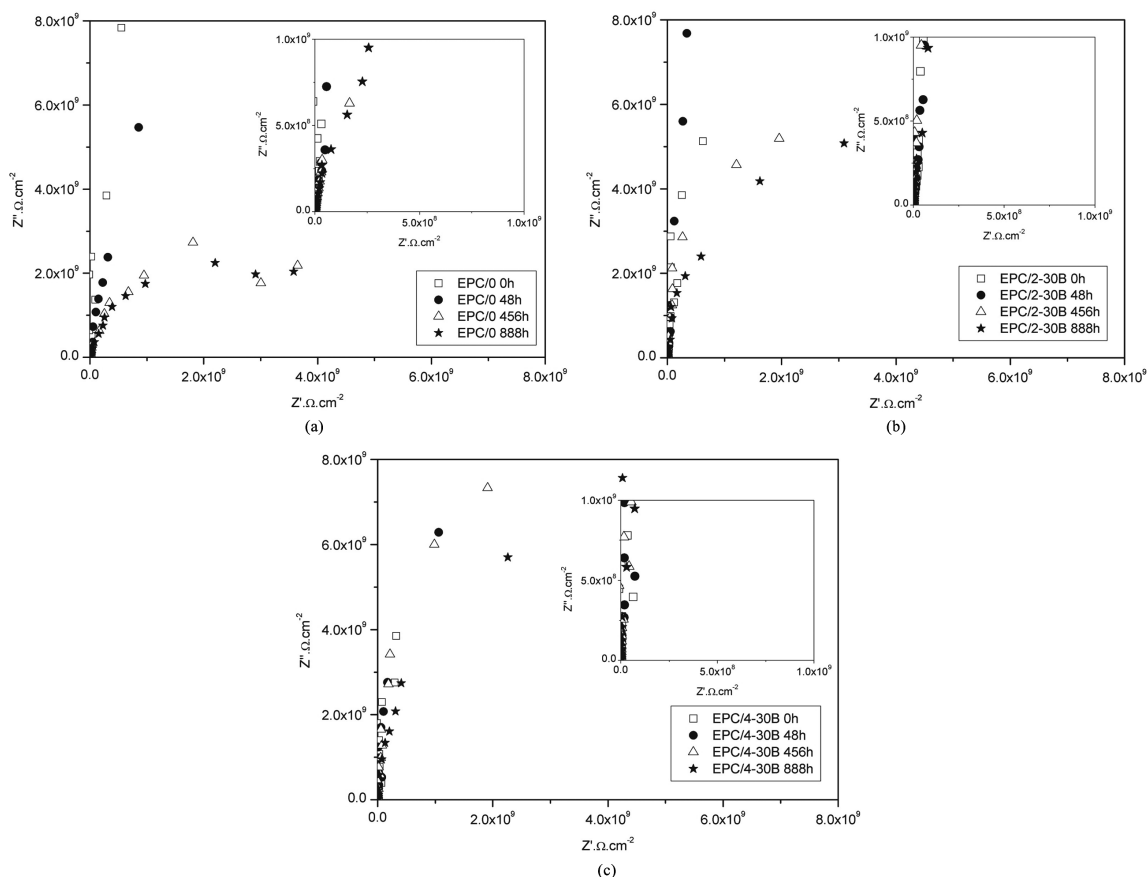 8.0x10⁹
6.0x10⁹
4.0x10⁹
2.0x10⁹
0.0
Z''.Ω.cm⁻²
0.0 2.0x10⁹ 4.0x10⁹ 6.0x10⁹ 8.0x10⁹
Z'.Ω.cm⁻²
1.0x10⁹
5.0x10⁸
0.0
Z''.Ω.cm⁻²
0.0 5.0x10⁸ 1.0x10⁹
Z'.Ω.cm⁻²
EPC/0 0h
EPC/0 48h
EPC/0 456h
EPC/0 888h
(a)
8.0x10⁹
6.0x10⁹
4.0x10⁹
2.0x10⁹
0.0
Z''.Ω.cm⁻²
0.0 2.0x10⁹ 4.0x10⁹ 6.0x10⁹ 8.0x10⁹
Z'.Ω.cm⁻²
1.0x10⁹
5.0x10⁸
0.0
Z''.Ω.cm⁻²
0.0 5.0x10⁸ 1.0x10⁹
Z'.Ω.cm⁻²
EPC/2-30B 0h
EPC/2-30B 48h
EPC/2-30B 456h
EPC/2-30B 888h
(b)
8.0x10⁹
6.0x10⁹
4.0x10⁹
2.0x10⁹
0.0
Z''.Ω.cm⁻²
0.0 2.0x10⁹ 4.0x10⁹ 6.0x10⁹ 8.0x10⁹
Z'.Ω.cm⁻²
1.0x10⁹
5.0x10⁸
0.0
Z''.Ω.cm⁻²
0.0 5.0x10⁸ 1.0x10⁹
Z'.Ω.cm⁻²
EPC/4-30B 0h
EPC/4-30B 48h
EPC/4-30B 456h
EPC/4-30B 888h
(c)